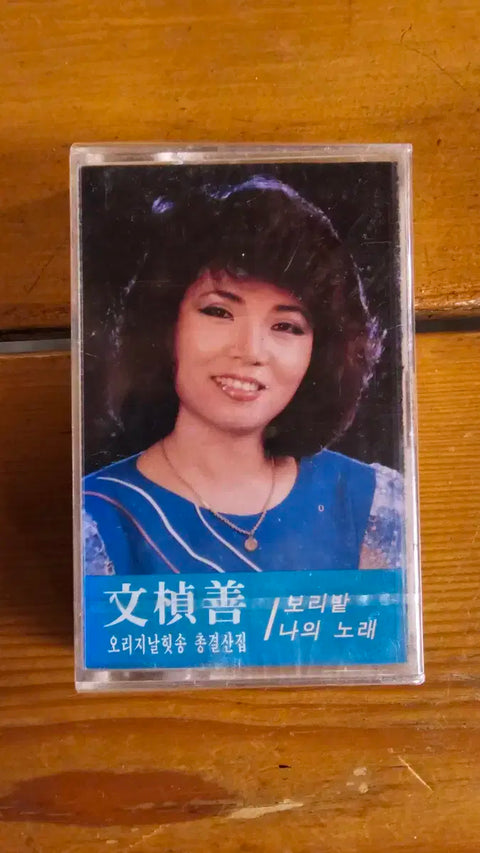 文楨善
오리지날힛송 총결산집
/보리밭
나의 노래